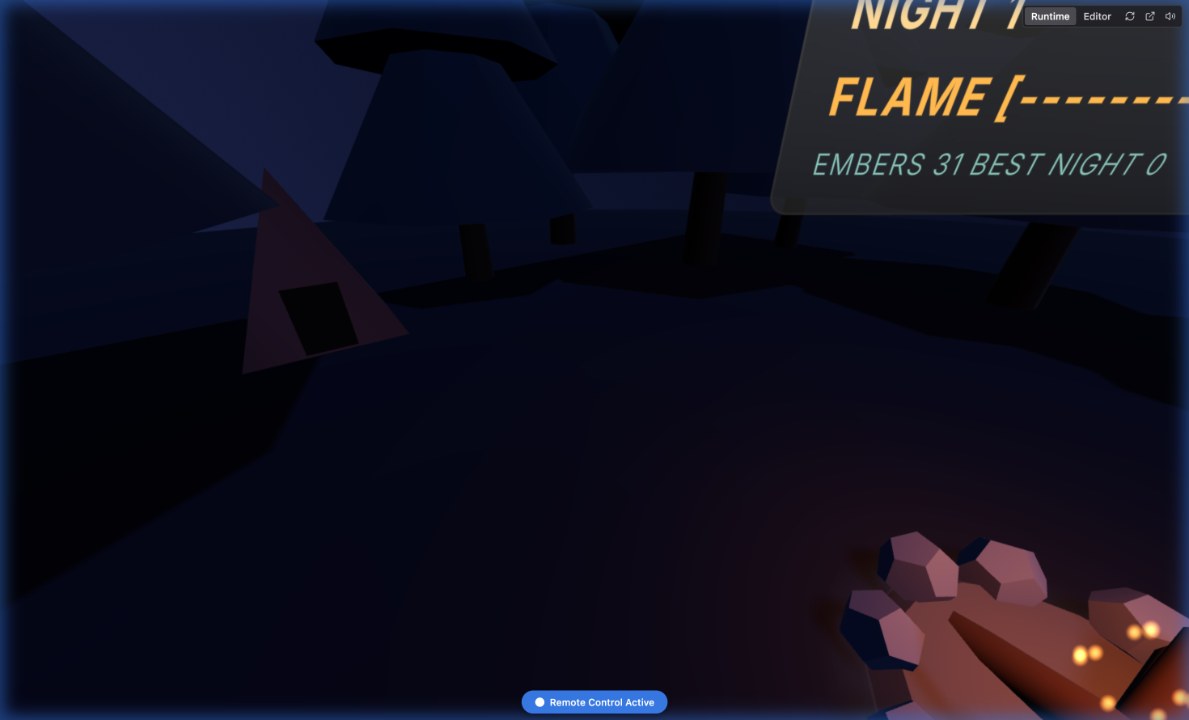 NIGHT 1
Runtime Editor
FLAME [--------
EMBERS 31 BEST NIGHT 0
Remote Control Active